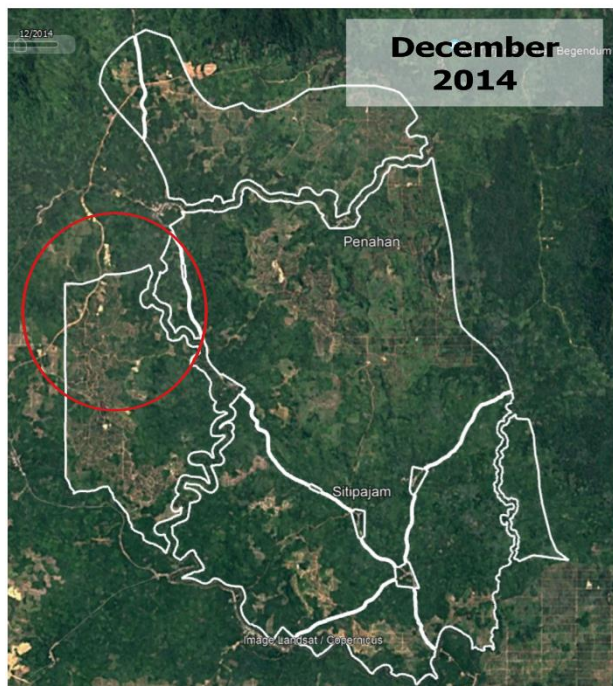 12/2014
December
2014
Begendum
Penahan
Sitipajam
Image Landsat / Copernicus